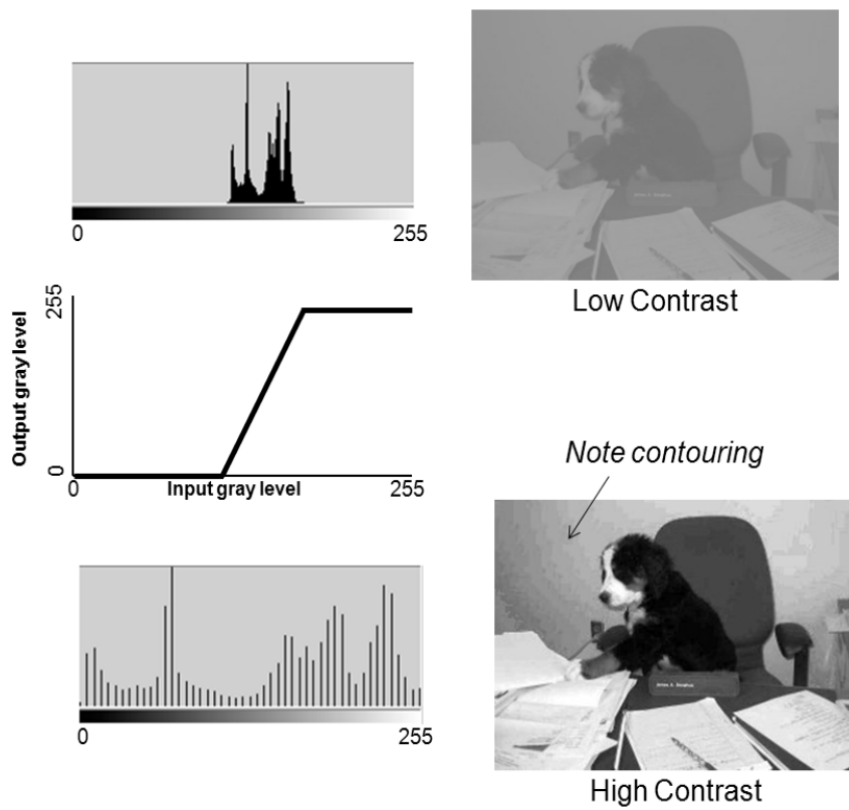 0 255
Low Contrast
Output gray level
255
0
0 Input gray level 255
Note contouring
0 255
High Contrast